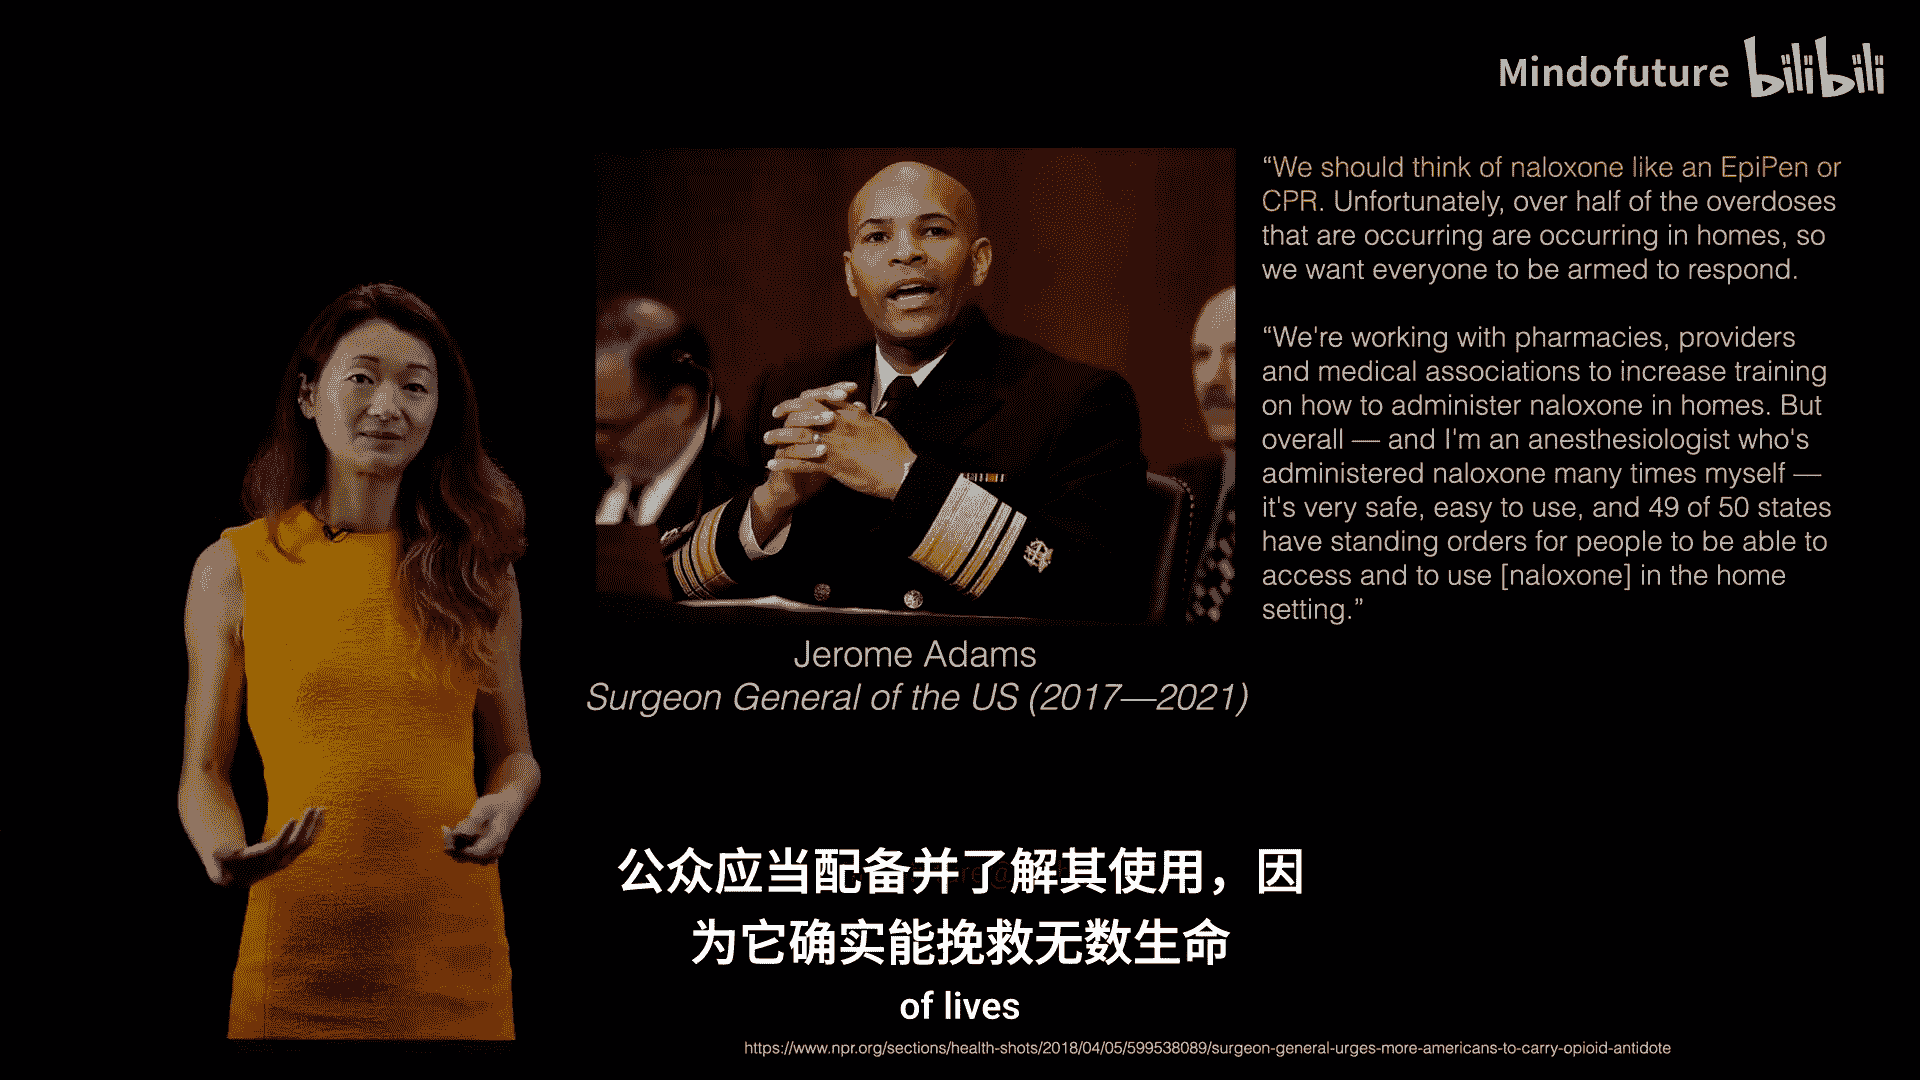 Mindofuture bilibili
“We should think of naloxone like an EpiPen or
CPR. Unfortunately, over half of the overdoses
that are occurring are occurring in homes, so
we want everyone to be armed to respond.
“We're working with pharmacies, providers
and medical associations to increase training
on how to administer naloxone in homes. But
overall — and I'm an anesthesiologist who's
administered naloxone many times myself —
it's very safe, easy to use, and 49 of 50 states
have standing orders for people to be able to
access and to use [naloxone] in the home
setting.”
Jerome Adams
Surgeon General of the US (2017—2021)
公众应当配备并了解其使用，因
为它确实能挽救无数生命
of lives
https://www.npr.org/sections/health-shots/2018/04/05/599538089/surgeon-general-urges-more-americans-to-carry-opioid-antidote